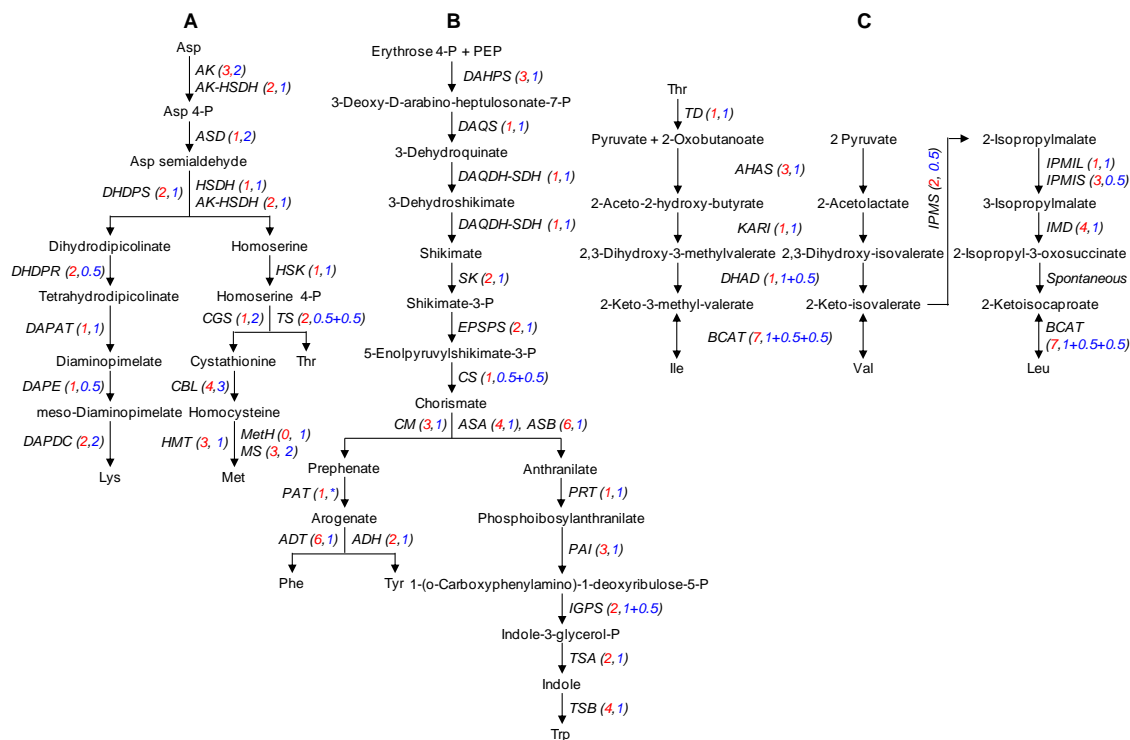 A
Asp
AK (3,2)
AK-HSDH (2,1)
Asp 4-P
ASD (1,2)
Asp semialdehyde
DHDPS (2,1)
HSDH (1,1)
AK-HSDH (2,1)
Dihydrodipicolinate
Homoserine
DHDPR (2,0.5)
HSK (1,1)
Tetrahydrodipicolinate
Homoserine 4-P
DAPAT (1,1)
CGS (1,2)
TS (2,0.5+0.5)
Diaminopimelate
Cystathionine
Thr
DAPE (1,0.5)
CBL (4,3)
meso-Diaminopimelate
Homocysteine
DAPDC (2,2)
HMT (3, 1)
MetH (0, 1)
MS (3, 2)
Lys
Met
B
Erythrose 4-P + PEP
DAHPS (3,1)
3-Deoxy-D-arabino-heptulosonate-7-P
DAQS (1,1)
3-Dehydroquinate
DAQDH-SDH (1,1)
3-Dehydroshikimate
DAQDH-SDH (1,1)
Shikimate
SK (2,1)
Shikimate-3-P
EPSPS (2,1)
5-Enolpyruvylshikimate-3-P
CS (1,0.5+0.5)
Chorismate
CM (3,1)
ASA (4,1), ASB (6,1)
Prephenate
Anthranilate
PAT (1,*)
PRT (1,1)
Arogenate
Phosphoibosylanthranilate
ADT (6,1)
ADH (2,1)
PAI (3,1)
Phe
Tyr
1-(o-Carboxyphenylamino)-1-deoxyribulose-5-P
IGPS (2,1+0.5)
Indole-3-glycerol-P
TSA (2,1)
Indole
TSB (4,1)
Trp
C
Thr
TD (1,1)
Pyruvate + 2-Oxobutanoate
2 Pyruvate
2-Isopropylmalate
AHAS (3,1)
IPMS (2, 0.5)
IPMIL (1,1)
IPMIS (3,0.5)
2-Aceto-2-hydroxy-butyrate
2-Acetolactate
3-Isopropylmalate
KARI (1,1)
IMD (4,1)
2,3-Dihydroxy-3-methylvalerate
2,3-Dihydroxy-isovalerate
2-Isopropyl-3-oxosuccinate
DHAD (1,1+0.5)
Spontaneous
2-Keto-3-methyl-valerate
2-Keto-isovalerate
2-Ketoisocaproate
BCAT (7,1+0.5+0.5)
BCAT
(7,1+0.5+0.5)
Ile
Val
Leu